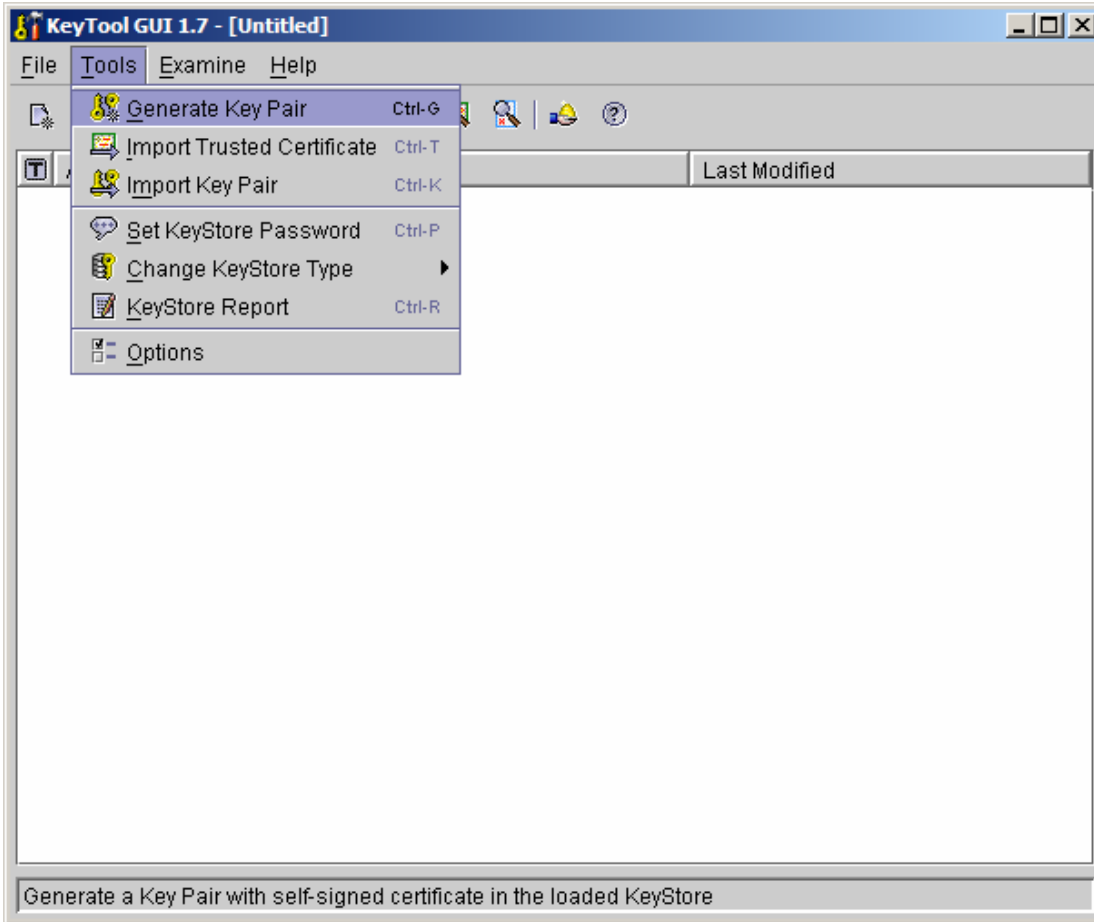 KeyTool GUI 1.7 - [Untitled]
File Tools Examine Help
Generate Key Pair Ctrl-G
Import Trusted Certificate Ctrl-T
T Last Modified
Import Key Pair Ctrl-K
Set KeyStore Password Ctrl-P
Change KeyStore Type
KeyStore Report Ctrl-R
Options
Generate a Key Pair with self-signed certificate in the loaded KeyStore